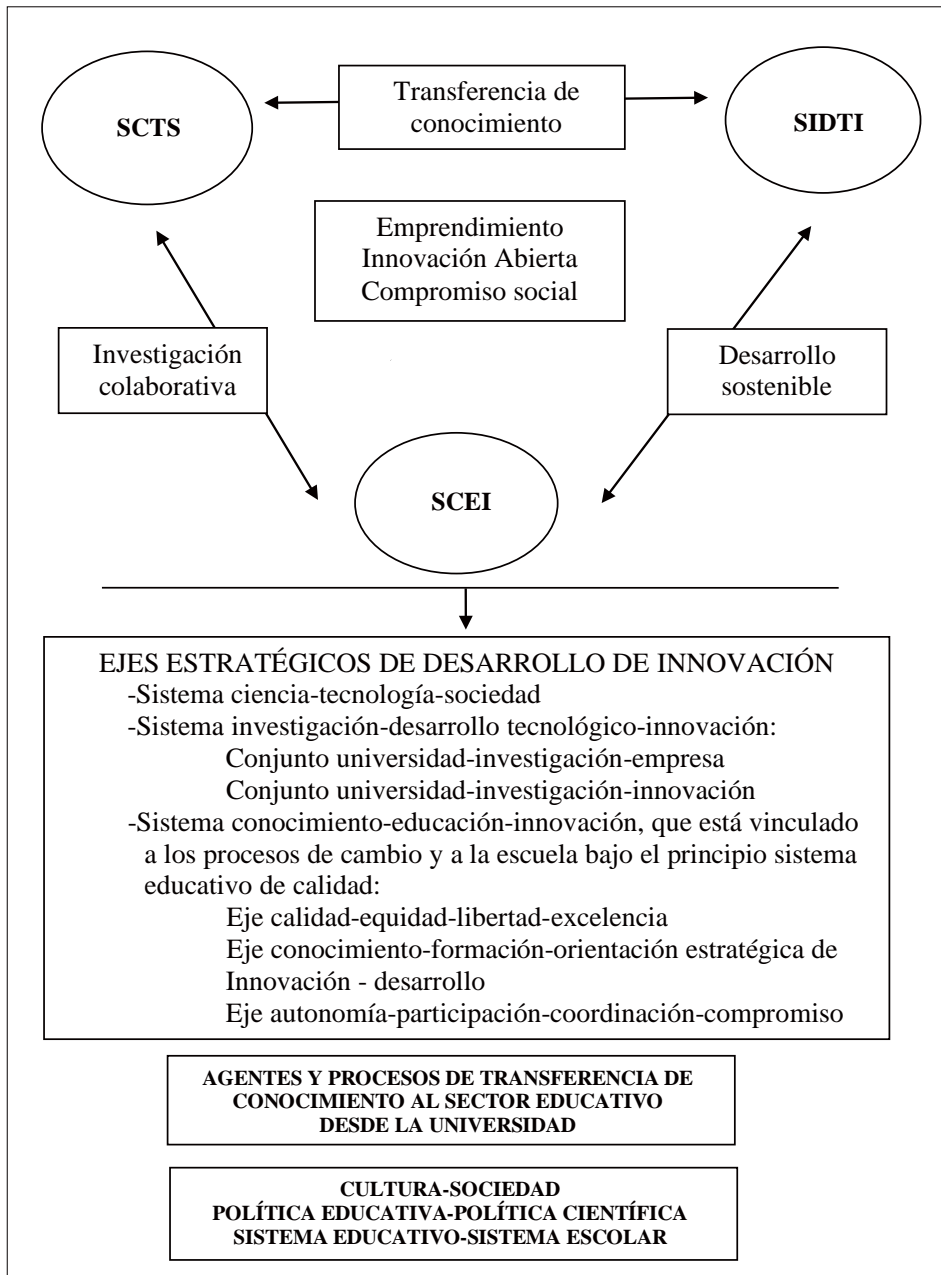 SCTS
Transferencia de
conocimiento
SIDTI
Emprendimiento
Innovación Abierta
Compromiso social
Investigación
colaborativa
Desarrollo
sostenible
SCEI
EJES ESTRATÉGICOS DE DESARROLLO DE INNOVACIÓN
-Sistema ciencia-tecnología-sociedad
-Sistema investigación-desarrollo tecnológico-innovación:
Conjunto universidad-investigación-empresa
Conjunto universidad-investigación-innovación
-Sistema conocimiento-educación-innovación, que está vinculado
a los procesos de cambio y a la escuela bajo el principio sistema
educativo de calidad:
Eje calidad-equidad-libertad-excelencia
Eje conocimiento-formación-orientación estratégica de
Innovación - desarrollo
Eje autonomía-participación-coordinación-compromiso
AGENTES Y PROCESOS DE TRANSFERENCIA DE
CONOCIMIENTO AL SECTOR EDUCATIVO
DESDE LA UNIVERSIDAD
CULTURA-SOCIEDAD
POLÍTICA EDUCATIVA-POLÍTICA CIENTÍFICA
SISTEMA EDUCATIVO-SISTEMA ESCOLAR